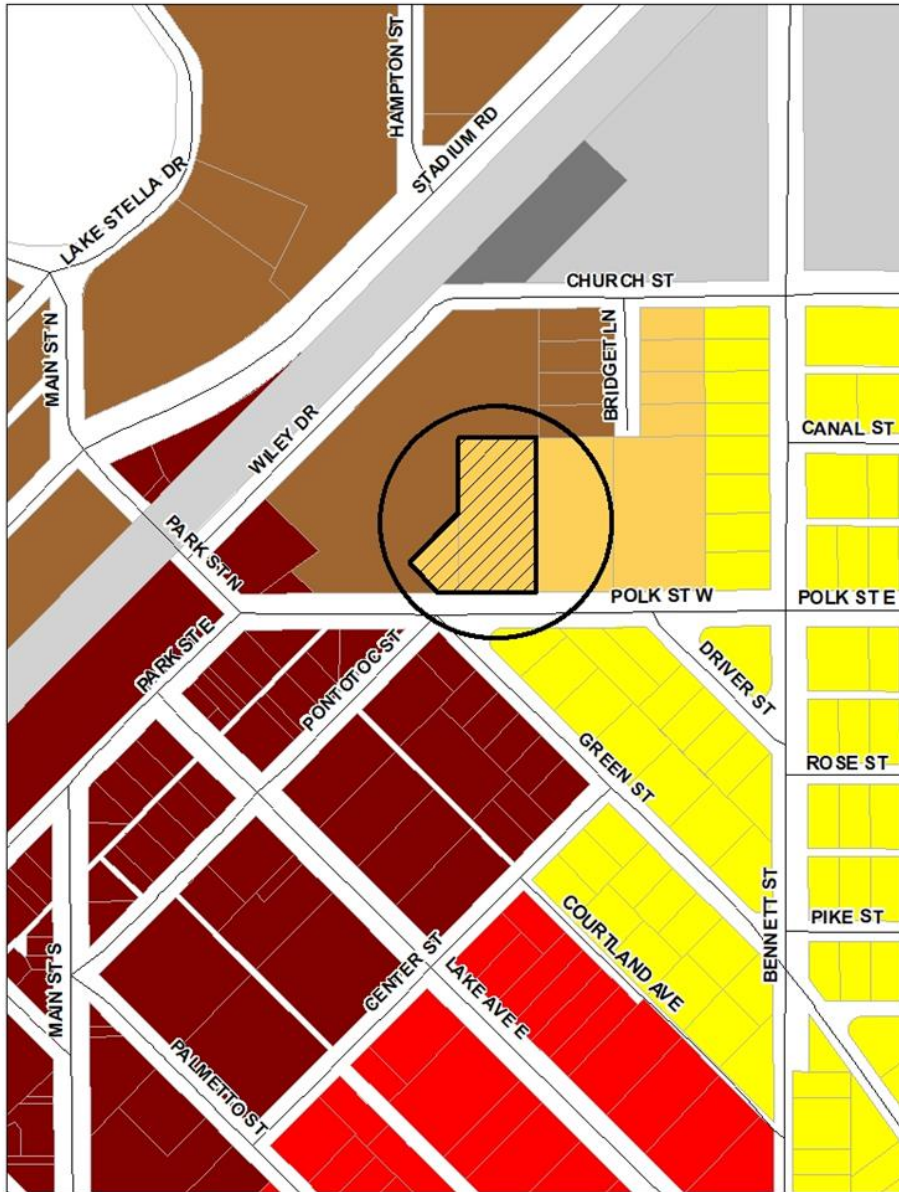 HAMPTON ST
STADIUM RD
LAKE STELLA DR
CHURCH ST
MAIN ST N
BRIDGET LN
WILEY DR
CANAL ST
PARK ST N
POLK ST W
POLK ST E
PARK ST E
PONTOTOC ST
DRIVER ST
GREEN ST
ROSE ST
BENNETT ST
PIKE ST
COURTLAND AVE
CENTER ST
LAKE AVE E
MAIN ST S
PALMETTO ST